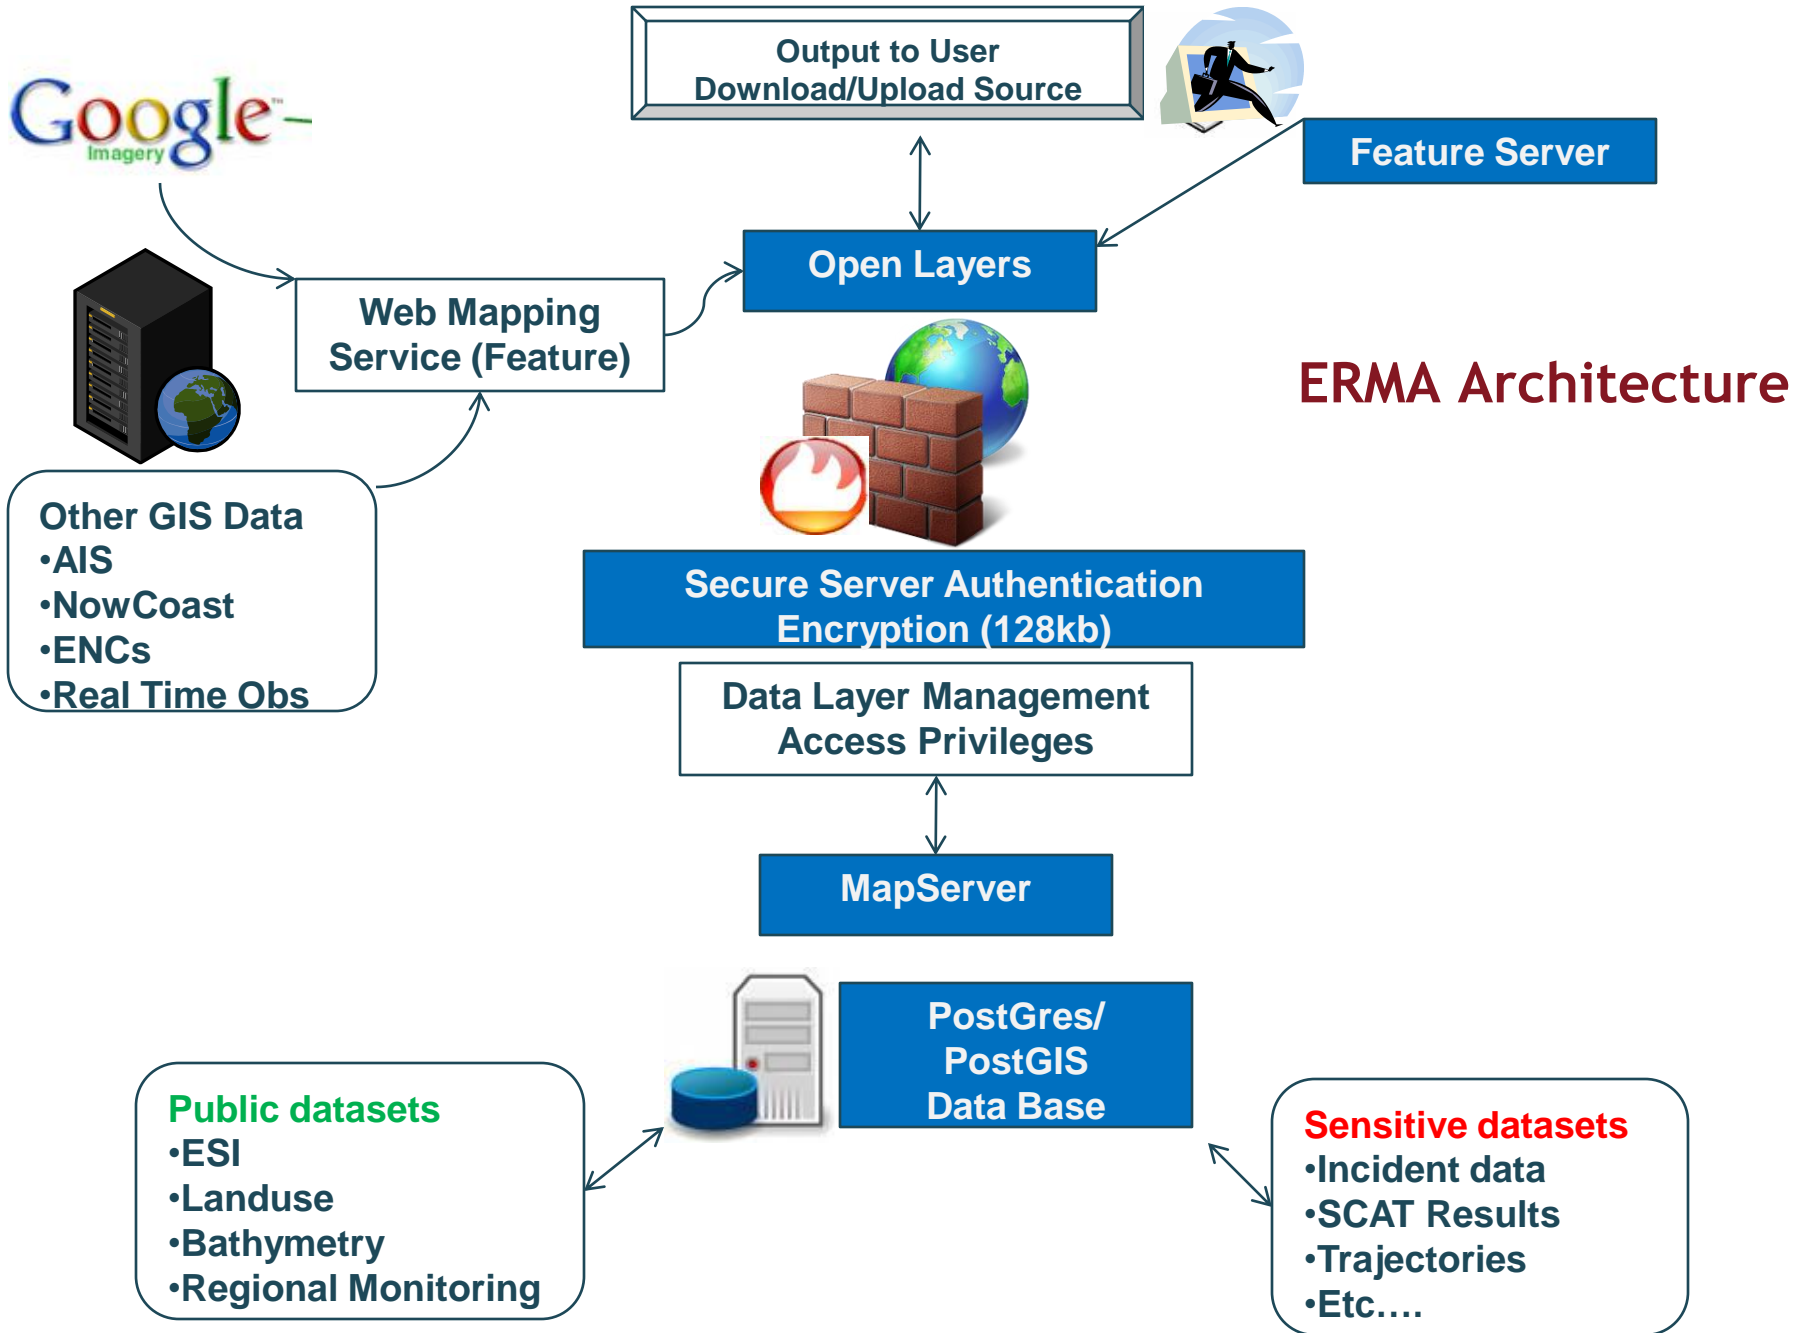 Output to User
Download/Upload Source
Google™
Imagery
Feature Server
Open Layers
Web Mapping
Service (Feature)
ERMA Architecture
Other GIS Data
•AIS
•NowCoast
•ENCs
•Real Time Obs
Secure Server Authentication
Encryption (128kb)
Data Layer Management
Access Privileges
MapServer
PostGres/
PostGIS
Data Base
Public datasets
•ESI
•Landuse
•Bathymetry
•Regional Monitoring
Sensitive datasets
•Incident data
•SCAT Results
•Trajectories
•Etc….